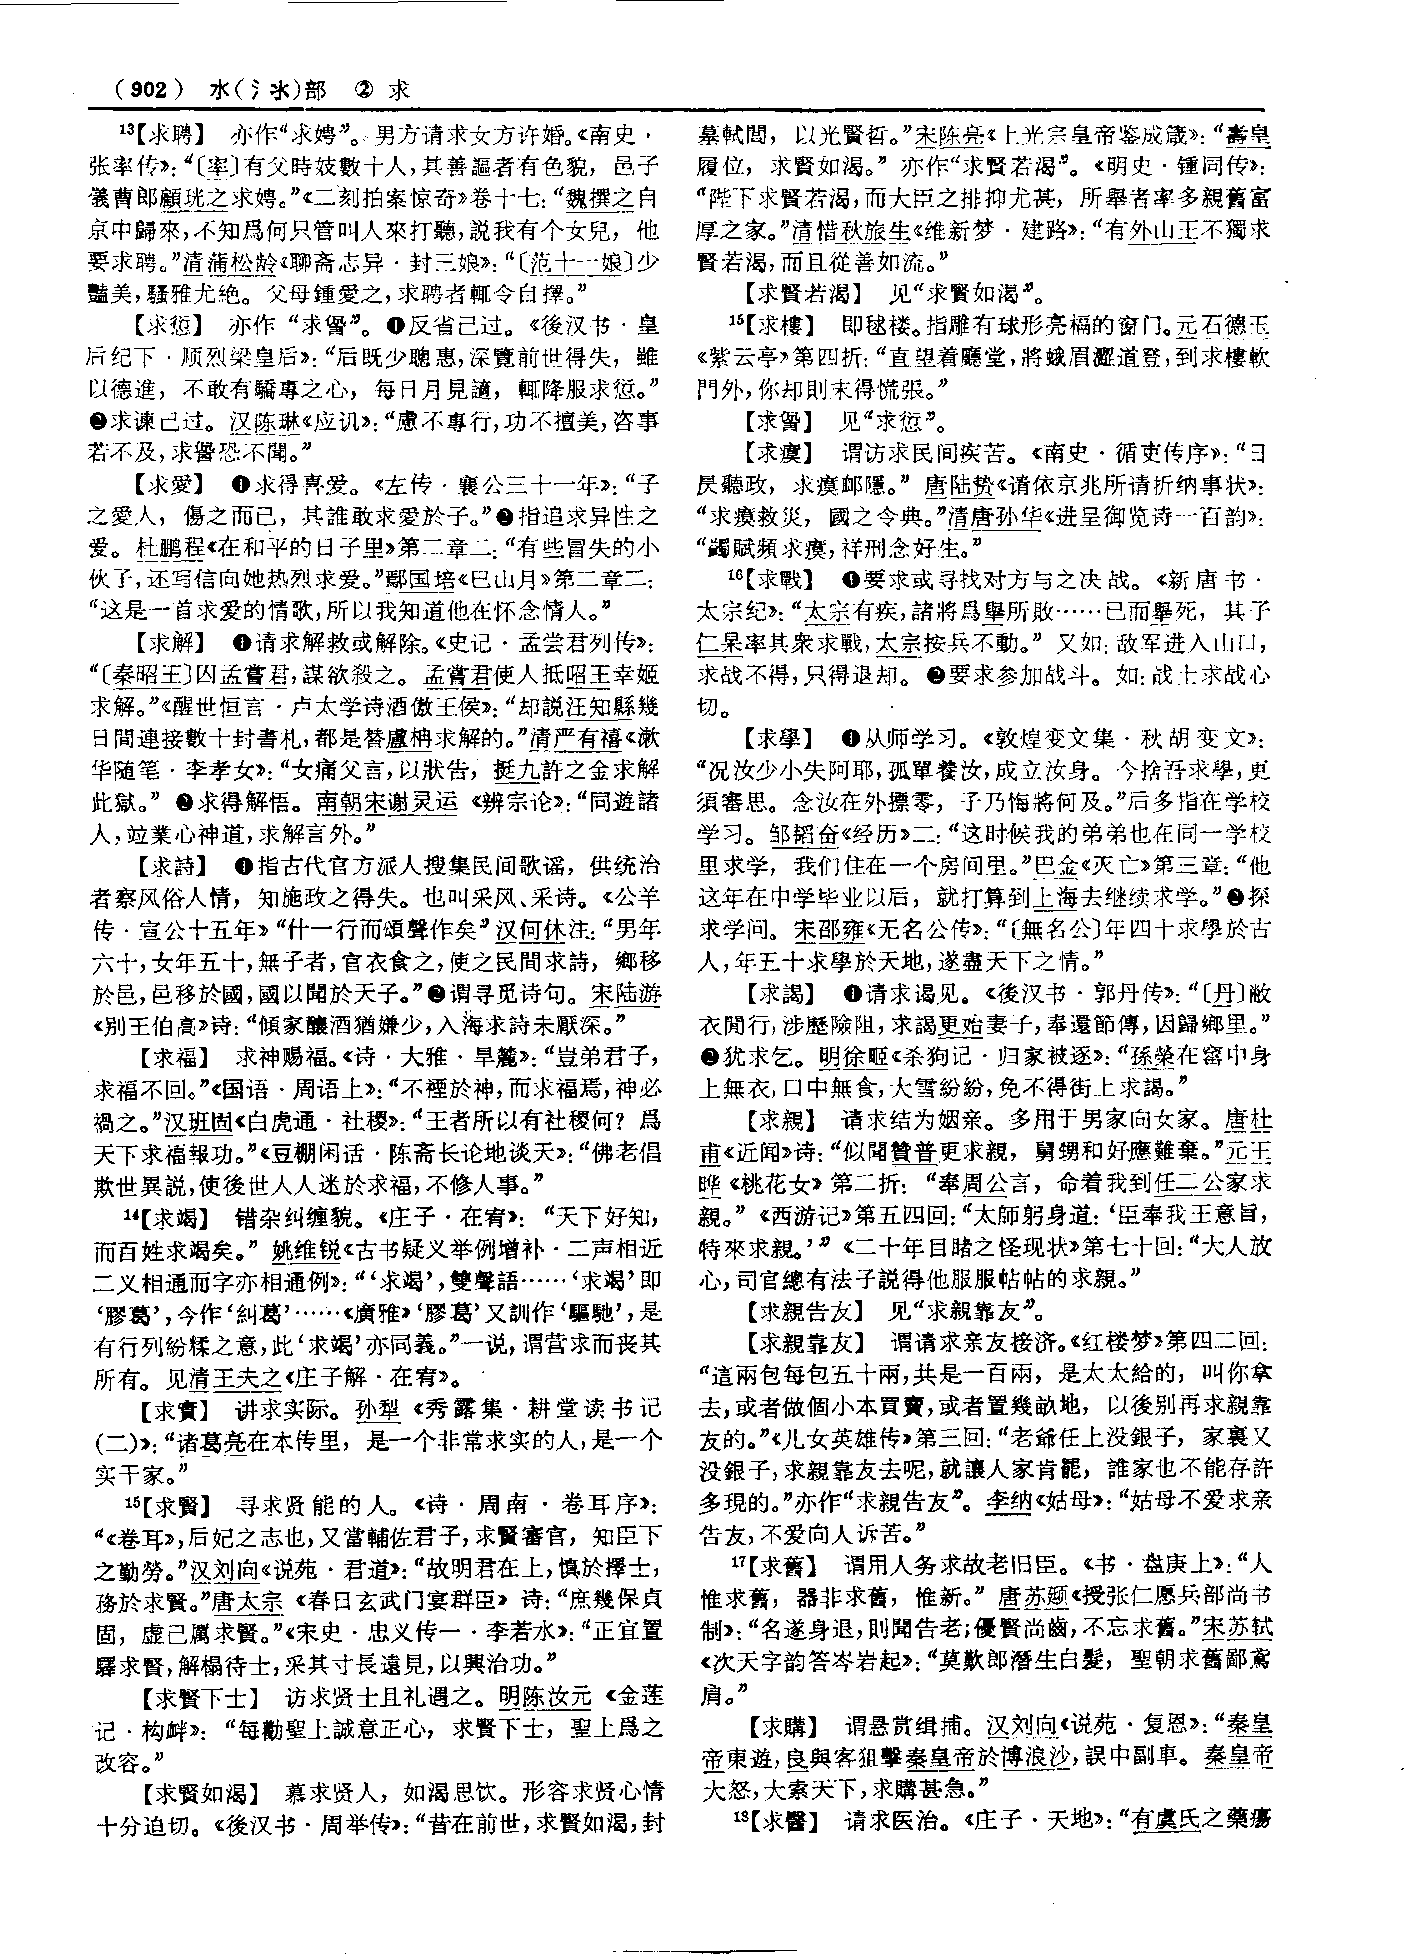 （902） 水(氵氺)部 ② 求
13【求聘】 亦作“求娉”。男方请求女方许婚。《南史·
张率传》：“〔率〕有父時妓數十人，其善謳者有色貌，邑子
儀曹郎顧珖之求娉。”《二刻拍案惊奇》卷十七：“魏撰之自
京中歸來，不知爲何只管叫人來打聽，説我有个女兒，他
要求聘。”清蒲松龄《聊斋志异·封三娘》：“〔范十一娘〕少
豔美，騷雅尤绝。父母鍾愛之，求聘者輒令自擇。”
【求愆】 亦作 “求諐”。❶反省己过。《後汉书·皇
后纪下·顺烈梁皇后》：“后既少聰惠，深覽前世得失，雖
以德進，不敢有驕專之心，每日月見謫，輒降服求愆。”
❷求谏己过。汉陈琳《应讥》：“慮不專行，功不擅美，咨事
若不及，求諐恐不聞。”
【求愛】 ❶求得喜爱。《左传·襄公三十一年》：“子
之愛人，傷之而已，其誰敢求愛於子。”❷指追求异性之
爱。杜鹏程《在和平的日子里》第二章二：“有些冒失的小
伙子，还写信向她热烈求爱。”鄢国培《巴山月》第二章二：
“这是一首求爱的情歌，所以我知道他在怀念情人。”
【求解】 ❶请求解救或解除。《史记·孟尝君列传》：
“〔秦昭王〕囚孟嘗君，謀欲殺之。孟嘗君使人抵昭王幸姬
求解。”《醒世恒言·卢太学诗酒傲王侯》：“却説汪知縣幾
日間連接數十封書札，都是替盧柟求解的。”清严有禧《漱
华随笔·李孝女》：“女痛父言，以狀告，挺九許之金求解
此獄。” ❷求得解悟。南朝宋谢灵运《辨宗论》：“同遊諸
人，竝業心神道，求解言外。”
【求詩】 ❶指古代官方派人搜集民间歌谣，供统治
者察风俗人情，知施政之得失。也叫采风、采诗。《公羊
传·宣公十五年》“什一行而頌聲作矣”汉何休注：“男年
六十，女年五十，無子者，官衣食之，使之民間求詩，鄉移
於邑，邑移於國，國以聞於天子。”❷谓寻觅诗句。宋陆游
《别王伯高》诗：“傾家釀酒猶嫌少，入海求詩未厭深。”
【求福】 求神赐福。《诗·大雅·旱麓》：“豈弟君子，
求福不回。”《国语·周语上》：“不禋於神，而求福焉，神必
禍之。”汉班固《白虎通·社稷》：“王者所以有社稷何？爲
天下求福報功。”《豆棚闲话·陈斋长论地谈天》：“佛老倡
欺世異説，使後世人人迷於求福，不修人事。”
14【求竭】 错杂纠缠貌。《庄子·在宥》：“天下好知，
而百姓求竭矣。” 姚维锐《古书疑义举例增补·二声相近
二义相通而字亦相通例》：“‘求竭’，雙聲語……‘求竭’即
‘膠葛’，今作‘糾葛’……《廣雅》‘膠葛’又訓作‘驅馳’，是
有行列紛糅之意，此‘求竭’亦同義。”一说，谓营求而丧其
所有。见清王夫之《庄子解·在宥》。
【求實】 讲求实际。孙犁《秀露集·耕堂读书记
(二)》：“诸葛亮在本传里，是一个非常求实的人，是一个
实干家。”
15【求賢】 寻求贤能的人。《诗·周南·卷耳序》：
“《卷耳》，后妃之志也，又當輔佐君子，求賢審官，知臣下
之勤勞。”汉刘向《说苑·君道》：“故明君在上，慎於擇士，
務於求賢。”唐太宗《春日玄武门宴群臣》诗：“庶幾保貞
固，虚己厲求賢。”《宋史·忠义传一·李若水》：“正宜置
驛求賢，解榻待士，采其寸長遠見，以興治功。”
【求賢下士】 访求贤士且礼遇之。明陈汝元《金莲
记·构衅》：“每勸聖上誠意正心，求賢下士，聖上爲之
改容。”
【求賢如渴】 慕求贤人，如渴思饮。形容求贤心情
十分迫切。《後汉书·周举传》：“昔在前世，求賢如渴，封
墓軾閭，以光賢哲。”宋陈亮《上光宗皇帝鉴成箴》：“壽皇
履位，求賢如渴。” 亦作“求賢若渴”。《明史·锺同传》：
“陛下求賢若渴，而大臣之排抑尤甚，所舉者率多親舊富
厚之家。”清惜秋旅生《维新梦·建路》：“有外山王不獨求
賢若渴，而且從善如流。”
【求賢若渴】 见“求賢如渴”。
15【求樓】 即毬楼。指雕有球形亮槅的窗门。元石德玉
《紫云亭》第四折：“直望着廳堂，將蛾眉澀道登，到求樓軟
門外，你却則末得慌張。”
【求諐】 见“求愆”。
【求瘼】 谓访求民间疾苦。《南史·循吏传序》：“日
昃聽政，求瘼卹隱。” 唐陆贽《请依京兆所请折纳事状》：
“求瘼救災，國之令典。”清唐孙华《进呈御览诗一百韵》：
“蠲賦頻求瘼，祥刑念好生。”
16【求戰】 ❶要求或寻找对方与之决战。《新唐书·
太宗纪》：“太宗有疾，諸將爲舉所敗……已而舉死，其子
仁杲率其衆求戰，太宗按兵不動。” 又如：敌军进入山口，
求战不得，只得退却。 ❷要求参加战斗。如：战士求战心
切。
【求學】 ❶从师学习。《敦煌变文集·秋胡变文》：
“况汝少小失阿耶，孤單養汝，成立汝身。今捨吾求學，更
須審思。念汝在外摽零，子乃悔將何及。”后多指在学校
学习。邹韬奋《经历》二：“这时候我的弟弟也在同一学校
里求学，我们住在一个房间里。”巴金《灭亡》第三章：“他
这年在中学毕业以后，就打算到上海去继续求学。”❷探
求学问。宋邵雍《无名公传》：“〔無名公〕年四十求學於古
人，年五十求學於天地，遂盡天下之情。”
【求謁】 ❶请求谒见。《後汉书·郭丹传》：“〔丹〕敝
衣閒行，涉歷險阻，求謁更始妻子，奉還節傳，因歸鄉里。”
❷犹求乞。明徐𤱻《杀狗记·归家被逐》：“孫榮在窰中身
上無衣，口中無食，大雪紛紛，免不得街上求謁。”
【求親】 请求结为姻亲。多用于男家向女家。唐杜
甫《近闻》诗：“似聞贊普更求親，舅甥和好應難棄。”元王
晔《桃花女》第二折：“奉周公言，命着我到任二公家求
親。”《西游记》第五四回：“太師躬身道：‘臣奉我王意旨，
特來求親。’”《二十年目睹之怪现状》第七十回：“大人放
心，司官總有法子説得他服服帖帖的求親。”
【求親告友】 见“求親靠友”。
【求親靠友】 谓请求亲友接济。《红楼梦》第四二回：
“這兩包每包五十兩，共是一百兩，是太太給的，叫你拿
去，或者做個小本買賣，或者置幾畝地，以後别再求親靠
友的。”《儿女英雄传》第三回：“老爺任上没銀子，家裏又
没銀子，求親靠友去呢，就讓人家肯罷，誰家也不能存許
多現的。”亦作“求親告友”。李纳《姑母》：“姑母不爱求亲
告友，不爱向人诉苦。”
17【求舊】 谓用人务求故老旧臣。《书·盘庚上》：“人
惟求舊，器非求舊，惟新。” 唐苏颋《授张仁愿兵部尚书
制》：“名遂身退，則聞告老；優賢尚齒，不忘求舊。”宋苏轼
《次天字韵答岑岩起》：“莫歎郎潛生白髮，聖朝求舊鄙鳶
肩。”
【求購】 谓悬赏缉捕。汉刘向《说苑·复恩》：“秦皇
帝東遊，良與客狙擊秦皇帝於博浪沙，誤中副車。秦皇帝
大怒，大索天下，求購甚急。”
18【求醫】 请求医治。《庄子·天地》：“有虞氏之藥瘍